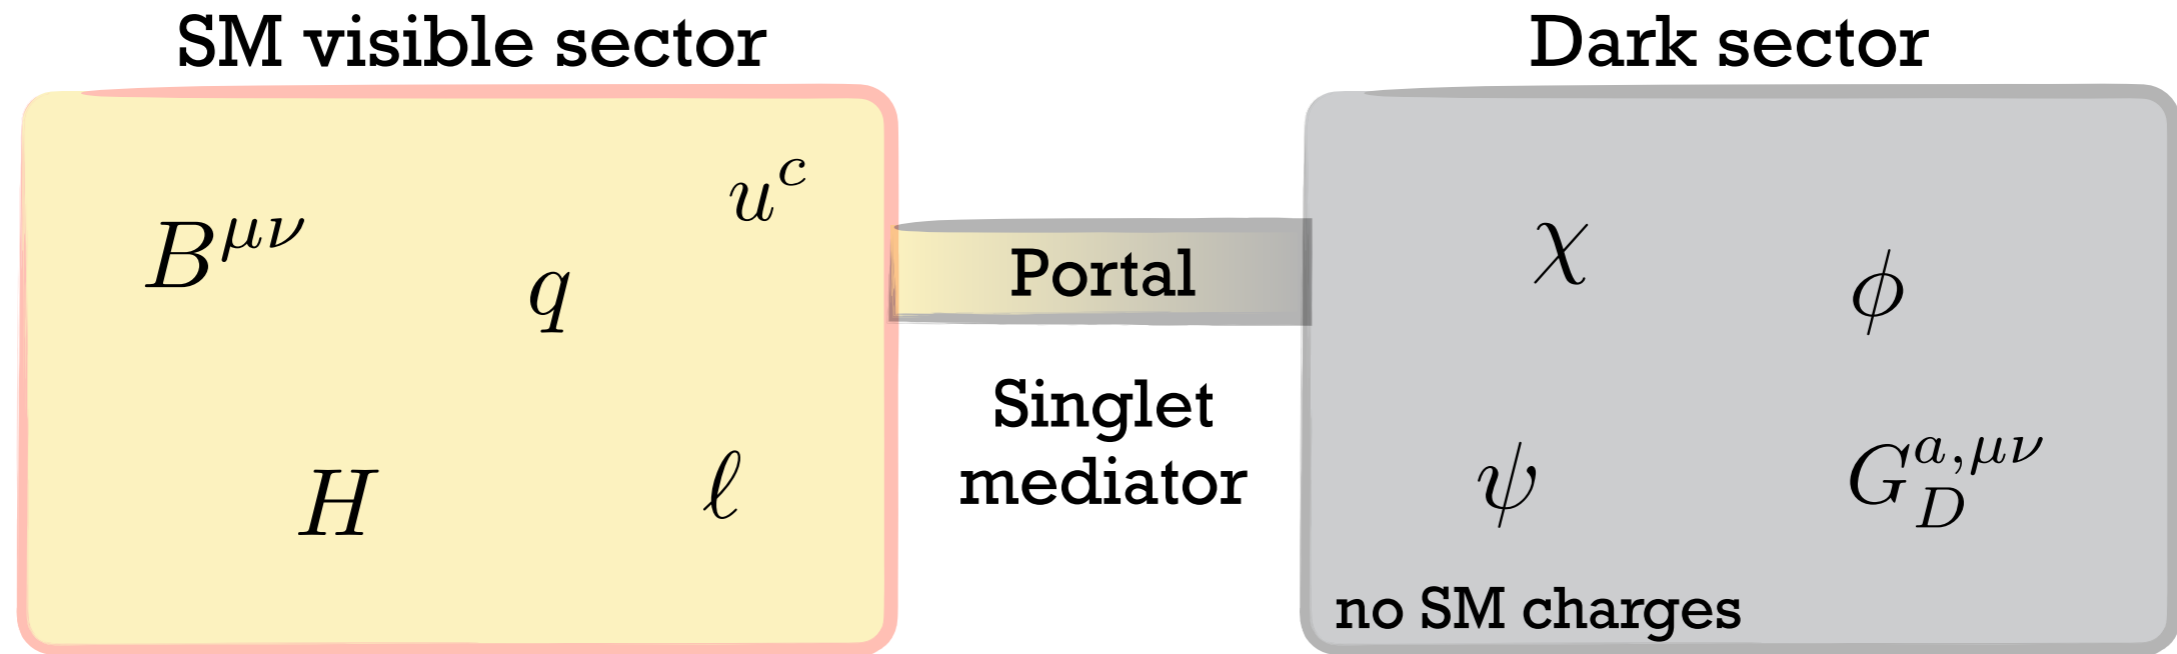 SM visible sector
Dark sector
B^{μν}
q
u^c
H
ℓ
Portal
Singlet
mediator
χ
ϕ
ψ
G_D^{a,μν}
no SM charges